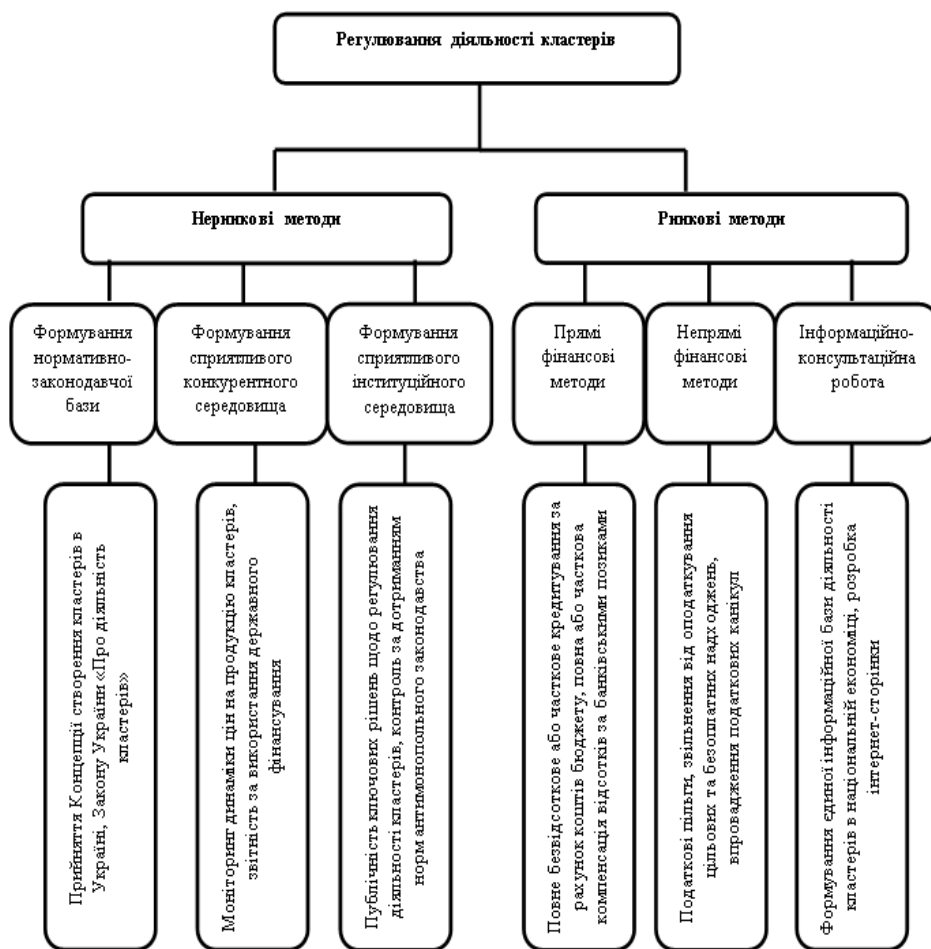 Регулювання діяльності кластерів
Неринкові методи
Ринкові методи
Формування
нормативно-
законодавчої
бази
Формування
сприятливого
конкурентного
середовища
Формування
сприятливого
інституційного
середовища
Прямі
фінансові
методи
Непрямі
фінансові
методи
Інформаційно-
консультаційна
робота
Прийняття Концепції створення кластерів в
Україні, Закону України «Про діяльність
кластерів»
Моніторинг динаміки цін на продукцію кластерів,
звітність за використання державного
фінансування
Публічність ключових рішень щодо регулювання
діяльності кластерів, контроль за дотриманням
норм антимонопольного законодавства
Повне безвідсоткове або часткове кредитування за
рахунок коштів бюджету, повна або часткова
компенсація відсотків за банківськими позиками
Податкові пільги, звільнення від оподаткування
цільових та безоплатних надходжень,
впровадження податкових канікул
Формування єдиної інформаційної бази діяльності
кластерів в національній економіці, розробка
інтернет-сторінки